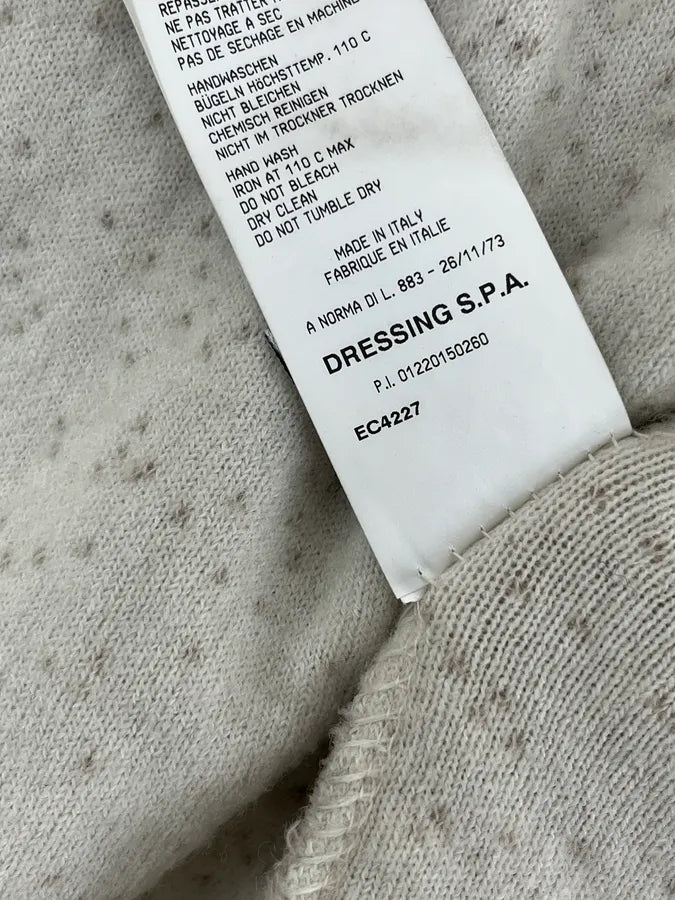 REPASSER
NE PAS TRATTER
NETTOYAGE A SEC
PAS DE SECHAGE EN MACHINE
HANDWASCHEN
BÜGELN HÖCHSTTEMP. 110 C
NICHT BLEICHEN
CHEMISCH REINIGEN
NICHT IM TROCKNER TROCKNEN
HAND WASH
IRON AT 110 C MAX
DO NOT BLEACH
DRY CLEAN
DO NOT TUMBLE DRY
MADE IN ITALY
FABRIQUE EN ITALIE
A NORMA DI L. 883 - 26/11/73
DRESSING S.P.A.
P.I. 01220150260
EC4227